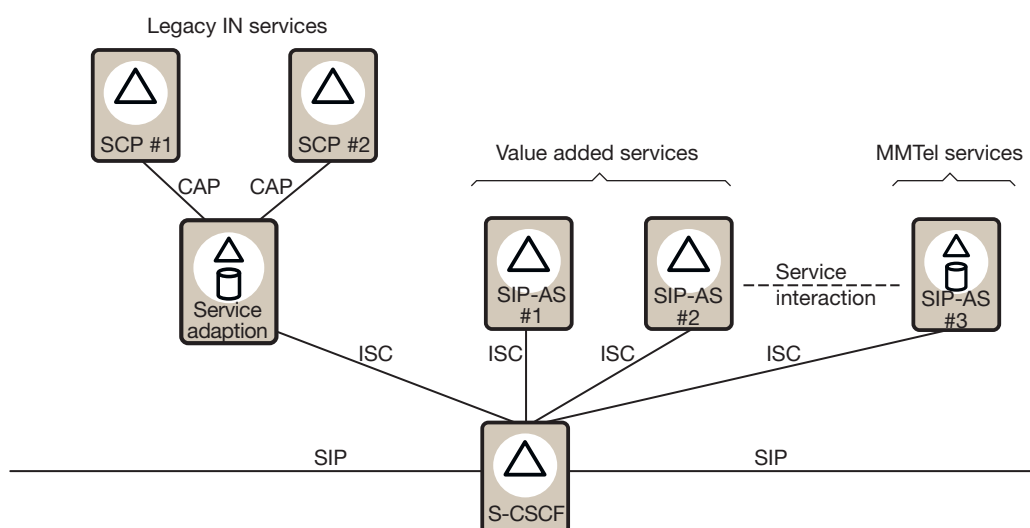 Legacy IN services
SCP #1
SCP #2
CAP
CAP
Value added services
MMTel services
Service
adaption
SIP-AS
#1
SIP-AS
#2
Service
interaction
SIP-AS
#3
ISC
ISC
ISC
ISC
SIP
SIP
S-CSCF